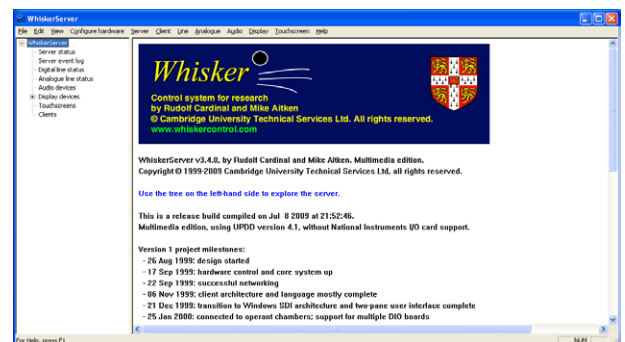 WhiskerServer
File Edit View Configure hardware Server Client Line Analogue Audio Display Touchscreen Help
WhiskerServer
Server status
Server event log
Digital line status
Analogue line status
Audio devices
Display devices
Touchscreens
Clients
Whisker
Control system for research
by Rudolf Cardinal and Mike Aitken
© Cambridge University Technical Services Ltd. All rights reserved.
www.whiskercontrol.com
WhiskerServer v3.4.0, by Rudolf Cardinal and Mike Aitken. Multimedia edition.
Copyright © 1999-2009 Cambridge University Technical Services Ltd, all rights reserved.
Use the tree on the left-hand side to explore the server.
This is a release build compiled on Jul 8 2009 at 21:52:46.
Multimedia edition, using UPDD version 4.1, without National Instruments I/O card support.
Version 1 project milestones:
- 26 Aug 1999: design started
- 17 Sep 1999: hardware control and core system up
- 22 Sep 1999: successful networking
- 06 Nov 1999: client architecture and language mostly complete
- 21 Dec 1999: transition to Windows SDI architecture and two-pane user interface complete
- 25 Jan 2000: connected to operant chambers; support for multiple DIO boards
For Help, press F1
NUM